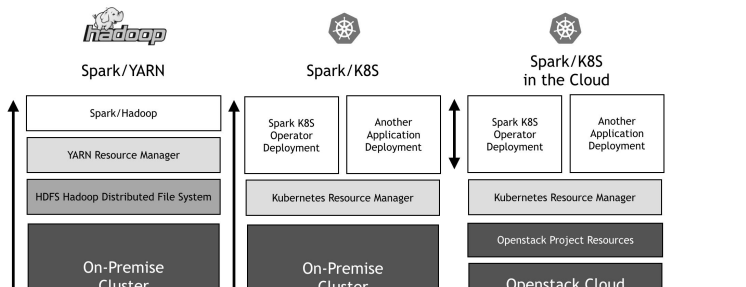 hadoop
Spark/YARN
Spark/Hadoop
YARN Resource Manager
HDFS Hadoop Distributed File System
On-Premise
Cluster
Spark/K8S
Spark K8S
Operator
Deployment
Another
Application
Deployment
Kubernetes Resource Manager
On-Premise
Cluster
Spark/K8S
in the Cloud
Spark K8S
Operator
Deployment
Another
Application
Deployment
Kubernetes Resource Manager
Openstack Project Resources
Openstack Cloud